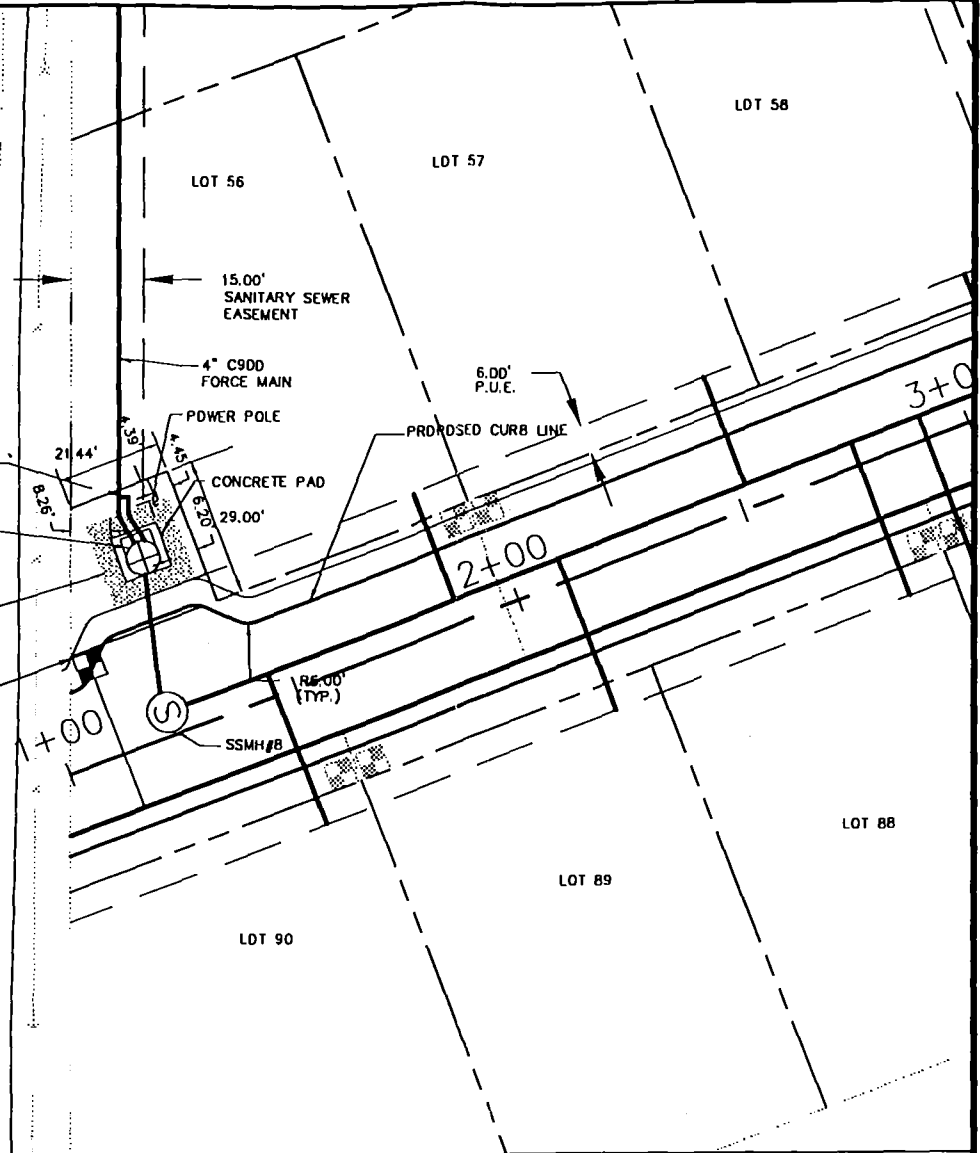 LOT 58
LOT 57
LOT 56
15.00'
SANITARY SEWER
EASEMENT
4" C900
FORCE MAIN
6.00'
P.U.E.
POWER POLE
PROPOSED CURB LINE
3+0
4.39'
4.45'
21.44'
CONCRETE PAD
8.26'
6.20'
29.00'
2+00
R6.00'
(TYP.)
S
1+00
SSMH#8
LOT 88
LOT 89
LOT 90